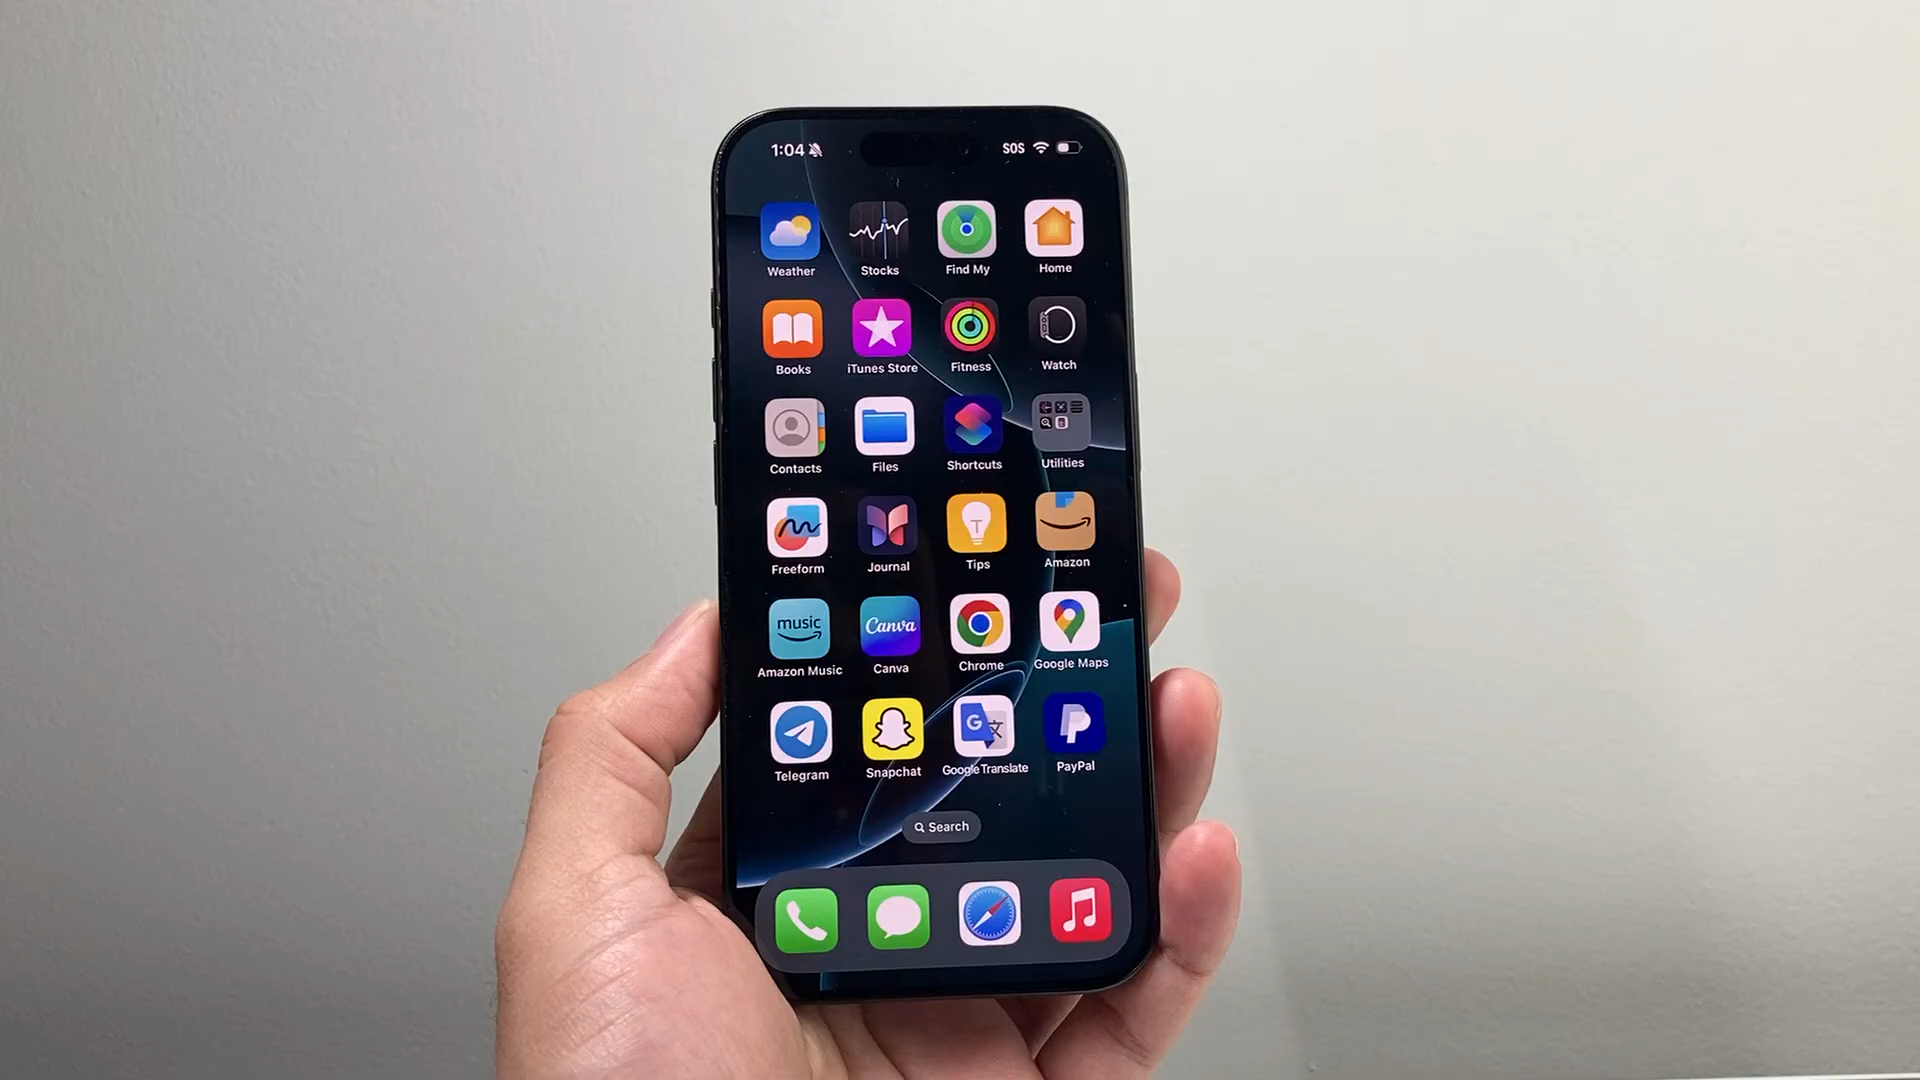 1:04 SOS
Weather Stocks Find My Home
Books iTunes Store Fitness Watch
Contacts Files Shortcuts Utilities
Freeform Journal Tips Amazon
music Canva
Amazon Music Canva Chrome Google Maps
Telegram Snapchat Google Translate PayPal
Search